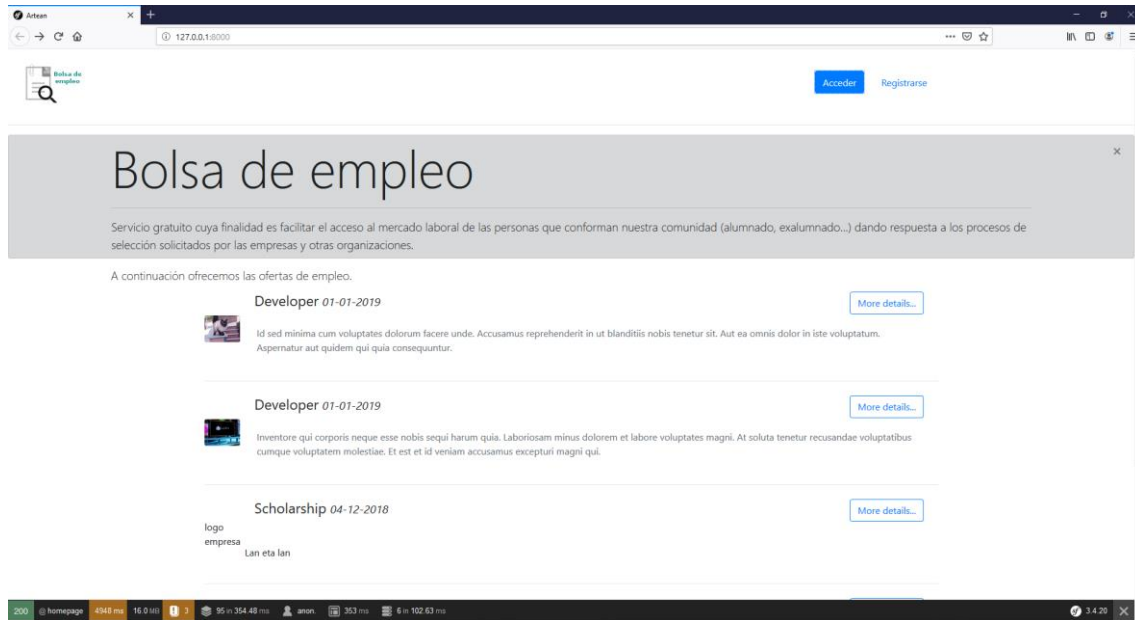 Artean
127.0.0.1:8000
Bolsa de
empleo
Acceder
Registrarse
Bolsa de empleo
Servicio gratuito cuya finalidad es facilitar el acceso al mercado laboral de las personas que conforman nuestra comunidad (alumnado, exalumnado...) dando respuesta a los procesos de
selección solicitados por las empresas y otras organizaciones.
A continuación ofrecemos las ofertas de empleo.
Developer 01-01-2019
More details...
Id sed minima cum voluptates dolorum facere unde. Accusamus reprehenderit in ut blanditiis nobis tenetur sit. Aut ea omnis dolor in iste voluptatum.
Aspernatur aut quidem qui quia consequuntur.
Developer 01-01-2019
More details...
Inventore qui corporis neque esse nobis sequi harum quia. Laboriosam minus dolorem et labore voluptates magni. At soluta tenetur recusandae voluptatibus
cumque voluptatem molestiae. Et est et id veniam accusamus excepturi magni qui.
Scholarship 04-12-2018
More details...
logo
empresa
Lan eta lan
200 @ homepage 4948 ms 16.0 MB 3 95 in 354.48 ms anon. 353 ms 6 in 102.63 ms 3.4.20